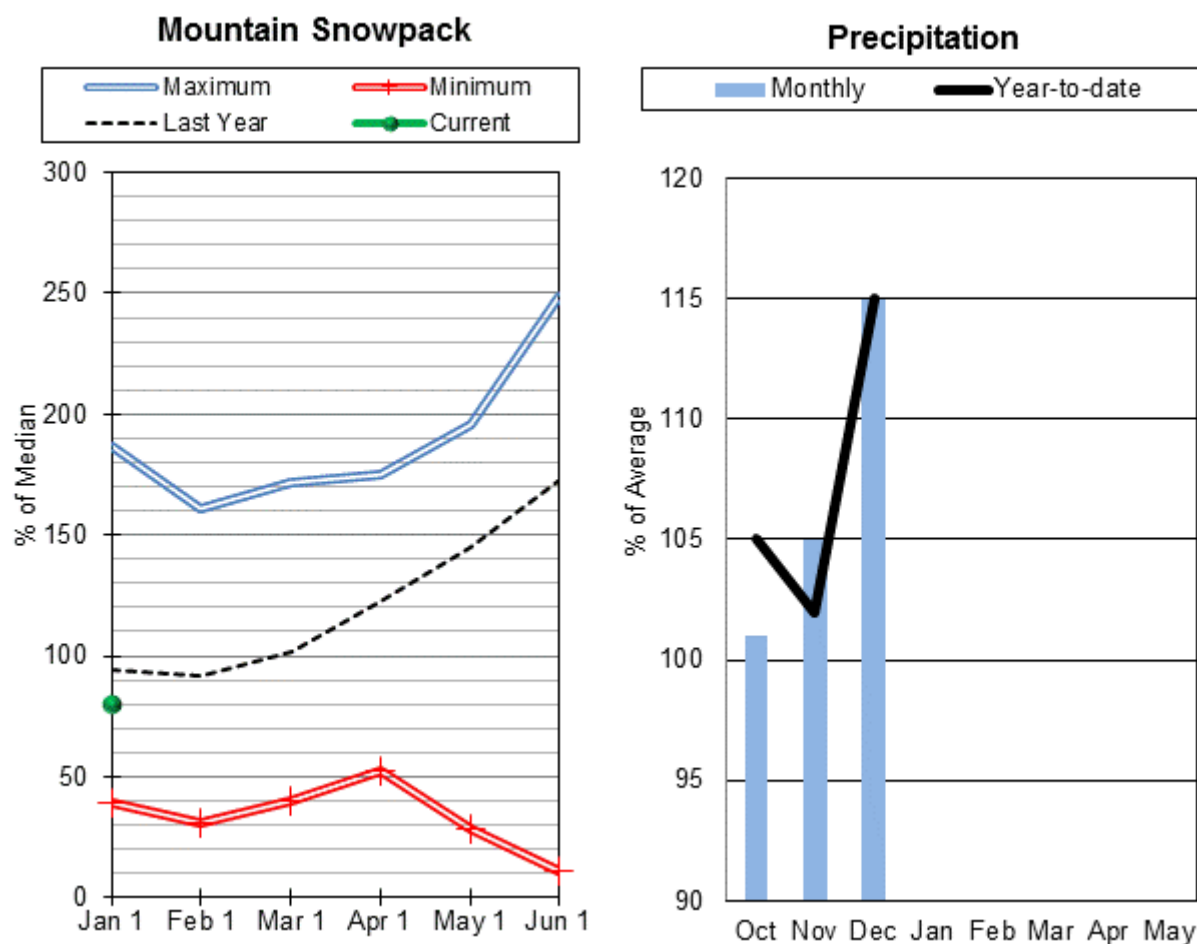 Mountain Snowpack
Maximum Minimum
Last Year Current
% of Median
300
250
200
150
100
50
0
Jan 1 Feb 1 Mar 1 Apr 1 May 1 Jun 1
Precipitation
Monthly Year-to-date
% of Average
120
115
110
105
100
95
90
Oct Nov Dec Jan Feb Mar Apr May